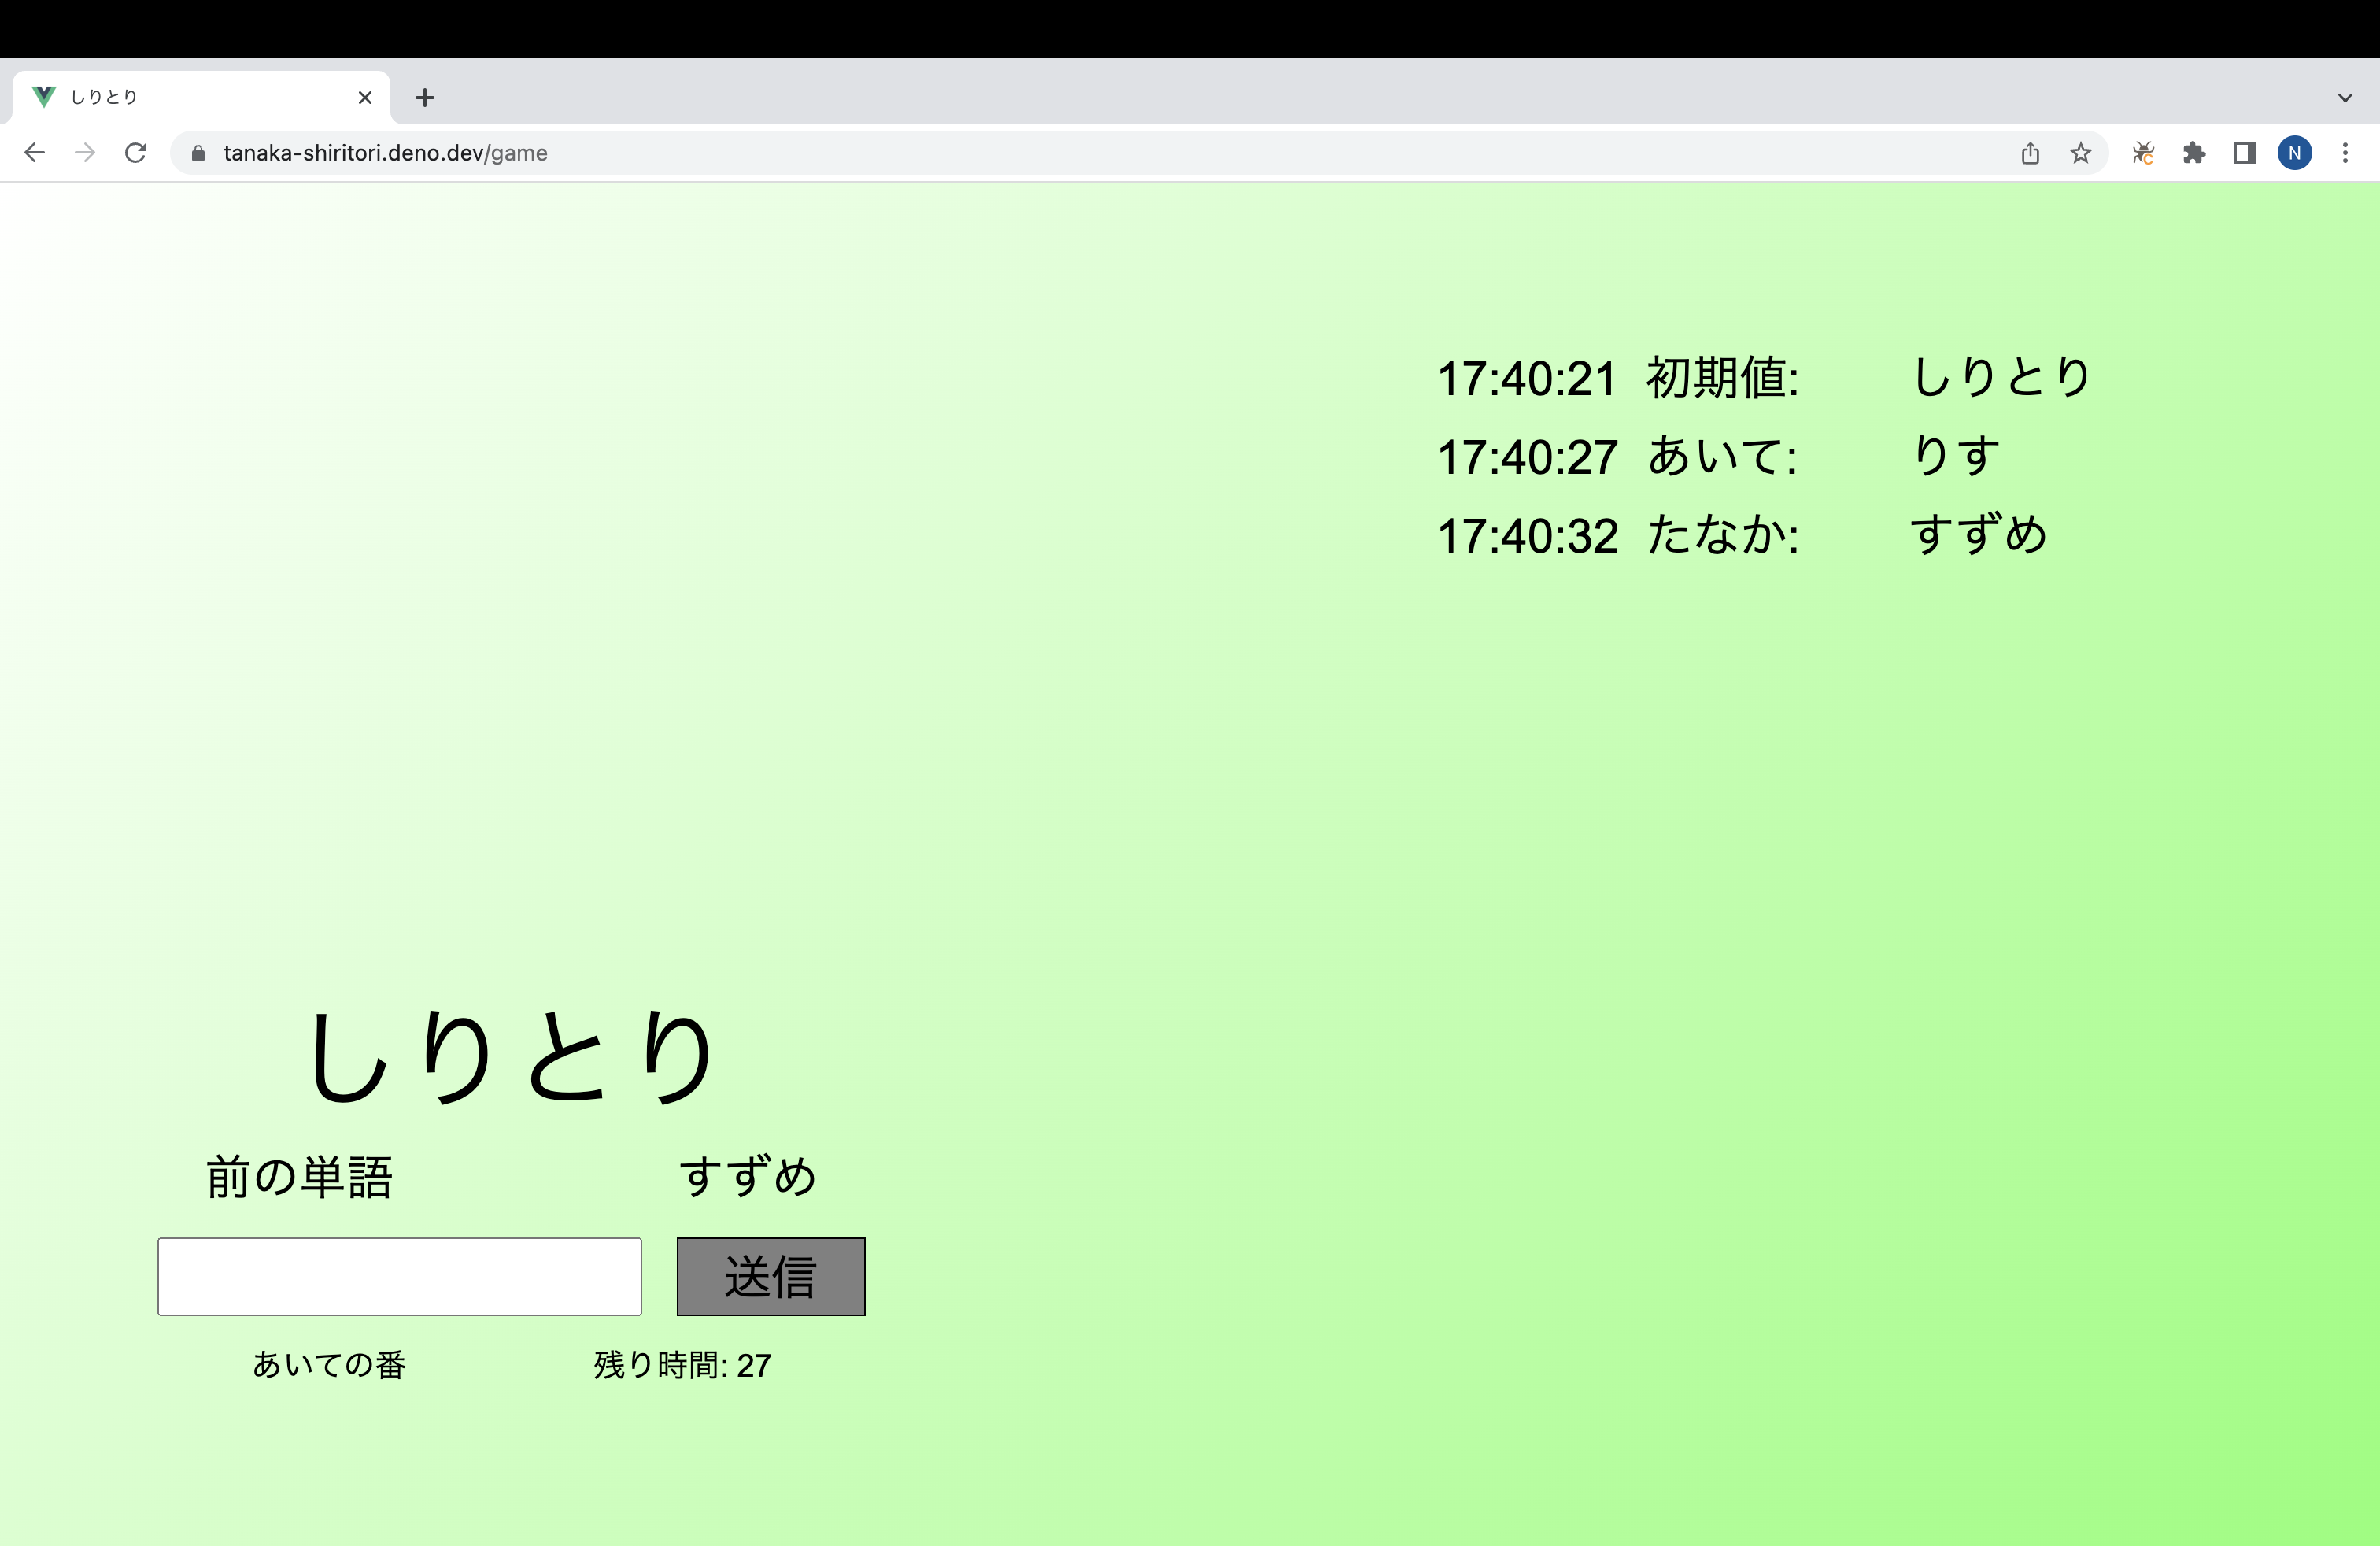 しりとり
tanaka-shiritori.deno.dev/game
N
17:40:21 初期値: しりとり
17:40:27 あいて: りす
17:40:32 たなか: すずめ
しりとり
前の単語 すずめ
送信
あいての番 残り時間: 27